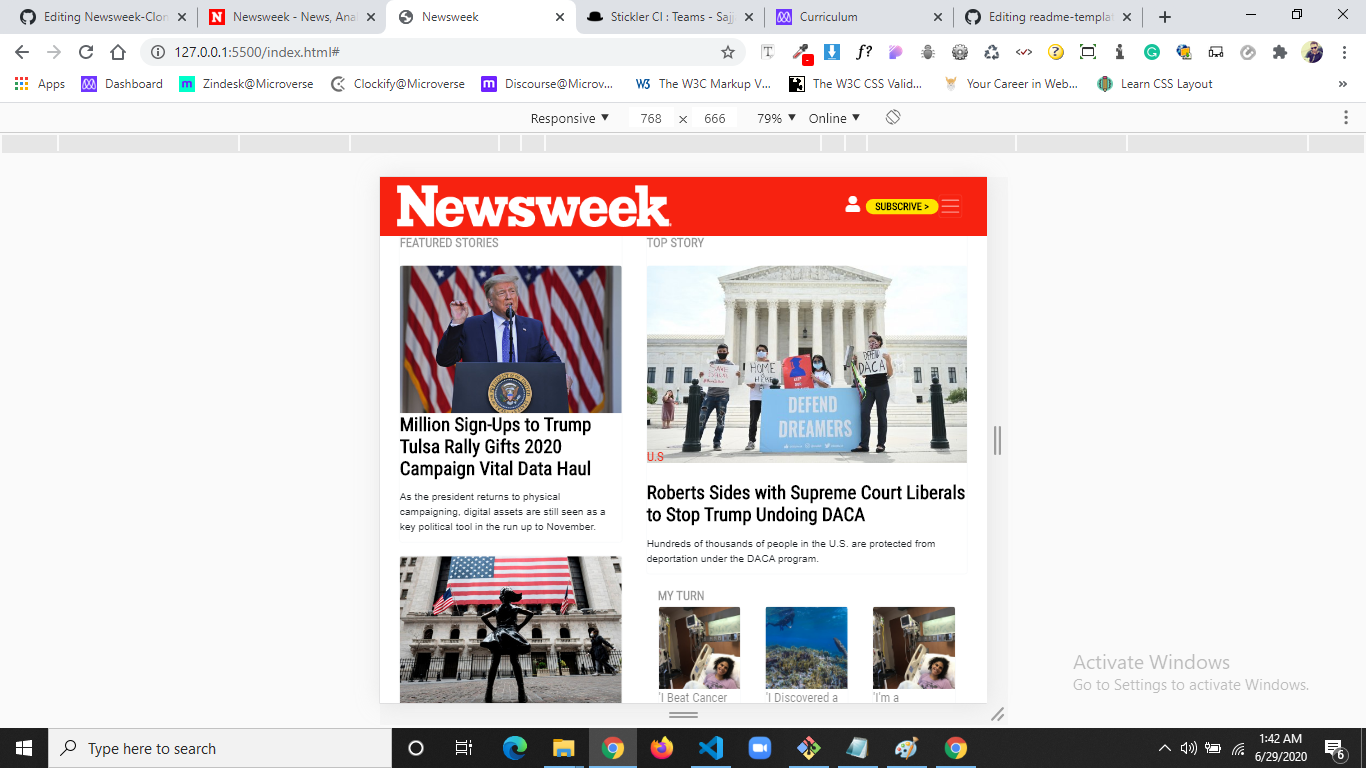 Editing Newsweek-Clon
Newsweek - News, Anal
Newsweek
Stickler CI : Teams - Sajj
Curriculum
Editing readme-templat
127.0.0.1:5500/index.html#
Apps
Dashboard
Zindesk@Microverse
Clockify@Microverse
Discourse@Microv...
The W3C Markup V...
The W3C CSS Valid...
Your Career in Web...
Learn CSS Layout
»
Responsive ▼ 768 × 666 79% ▼ Online ▼
Newsweek
SUBSCRIVE >
FEATURED STORIES
Million Sign-Ups to Trump
Tulsa Rally Gifts 2020
Campaign Vital Data Haul
As the president returns to physical
campaigning, digital assets are still seen as a
key political tool in the run up to November.
TOP STORY
HOME
DEFEND
DACA
DEFEND
DREAMERS
U.S
Roberts Sides with Supreme Court Liberals
to Stop Trump Undoing DACA
Hundreds of thousands of people in the U.S. are protected from
deportation under the DACA program.
MY TURN
'I Beat Cancer
'I Discovered a
'I'm a
Activate Windows
Go to Settings to activate Windows.
Type here to search
1:42 AM
6/29/2020
6